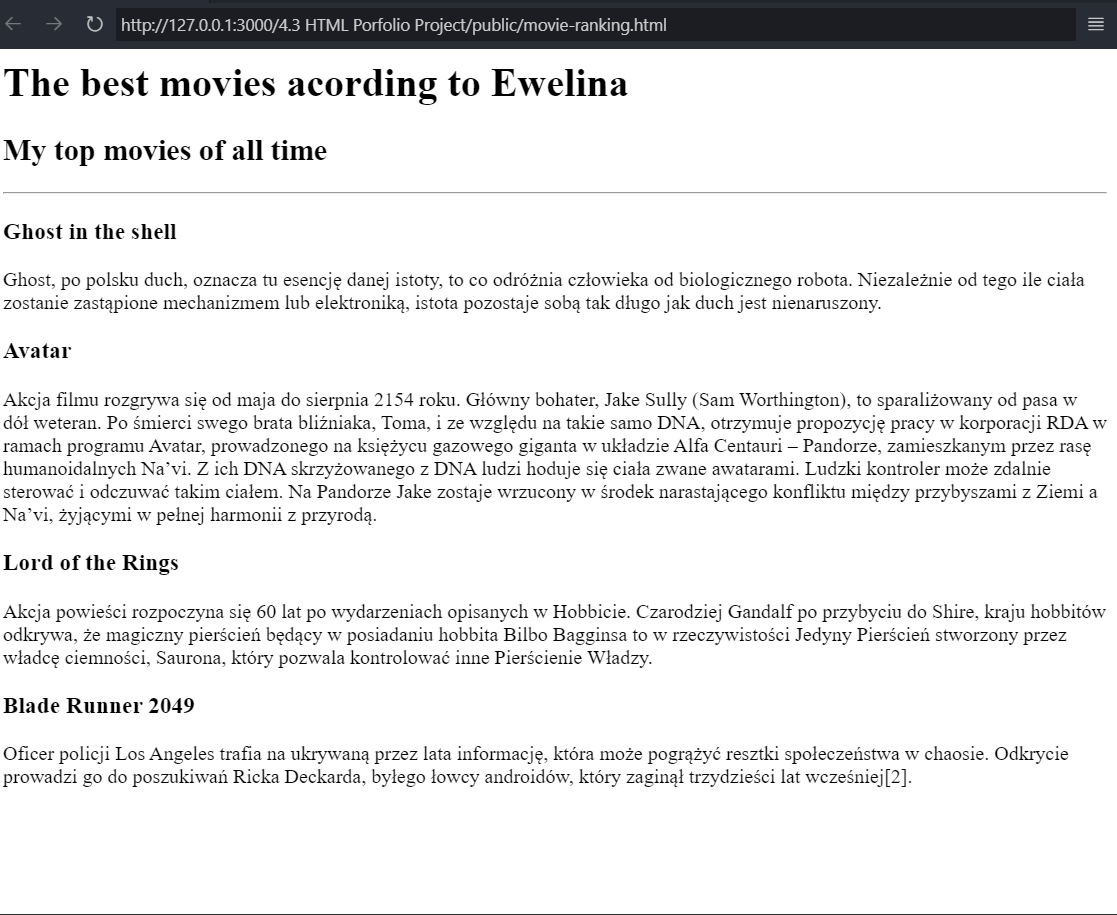 http://127.0.0.1:3000/4.3 HTML Porfolio Project/public/movie-ranking.html
The best movies acording to Ewelina
My top movies of all time
Ghost in the shell
Ghost, po polsku duch, oznacza tu esencję danej istoty, to co odróżnia człowieka od biologicznego robota. Niezależnie od tego ile ciała
zostanie zastąpione mechanizmem lub elektroniką, istota pozostaje sobą tak długo jak duch jest nienaruszony.
Avatar
Akcja filmu rozgrywa się od maja do sierpnia 2154 roku. Główny bohater, Jake Sully (Sam Worthington), to sparaliżowany od pasa w
dół weteran. Po śmierci swego brata bliźniaka, Toma, i ze względu na takie samo DNA, otrzymuje propozycję pracy w korporacji RDA w
ramach programu Avatar, prowadzonego na księżycu gazowego giganta w układzie Alfa Centauri – Pandorze, zamieszkanym przez rasę
humanoidalnych Na’vi. Z ich DNA skrzyżowanego z DNA ludzi hoduje się ciała zwane awatarami. Ludzki kontroler może zdalnie
sterować i odczuwać takim ciałem. Na Pandorze Jake zostaje wrzucony w środek narastającego konfliktu między przybyszami z Ziemi a
Na’vi, żyjącymi w pełnej harmonii z przyrodą.
Lord of the Rings
Akcja powieści rozpoczyna się 60 lat po wydarzeniach opisanych w Hobbicie. Czarodziej Gandalf po przybyciu do Shire, kraju hobbitów
odkrywa, że magiczny pierścień będący w posiadaniu hobbita Bilbo Bagginsa to w rzeczywistości Jedyny Pierścień stworzony przez
władcę ciemności, Saurona, który pozwala kontrolować inne Pierścienie Władzy.
Blade Runner 2049
Oficer policji Los Angeles trafia na ukrywaną przez lata informację, która może pogrążyć resztki społeczeństwa w chaosie. Odkrycie
prowadzi go do poszukiwań Ricka Deckarda, byłego łowcy androidów, który zaginął trzydzieści lat wcześniej[2].